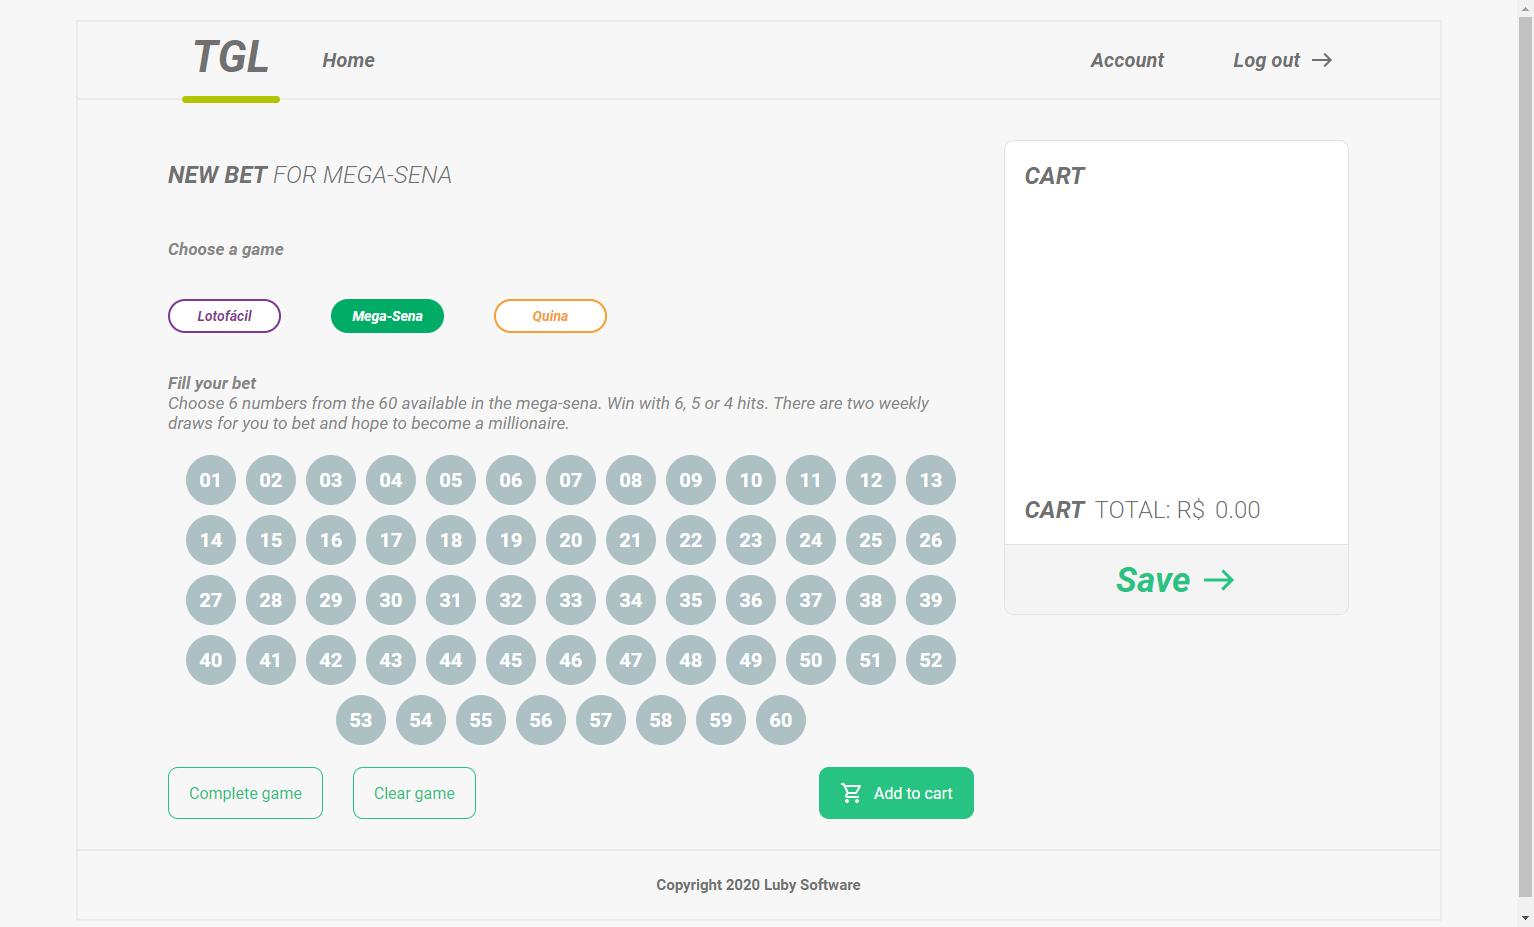 TGL
Home
Account
Log out
NEW BET FOR MEGA-SENA
Choose a game
Lotofácil
Mega-Sena
Quina
Fill your bet
Choose 6 numbers from the 60 available in the mega-sena. Win with 6, 5 or 4 hits. There are two weekly
draws for you to bet and hope to become a millionaire.
01 02 03 04 05 06 07 08 09 10 11 12 13
14 15 16 17 18 19 20 21 22 23 24 25 26
27 28 29 30 31 32 33 34 35 36 37 38 39
40 41 42 43 44 45 46 47 48 49 50 51 52
53 54 55 56 57 58 59 60
Complete game
Clear game
Add to cart
CART
CART TOTAL: R$ 0.00
Save
Copyright 2020 Luby Software